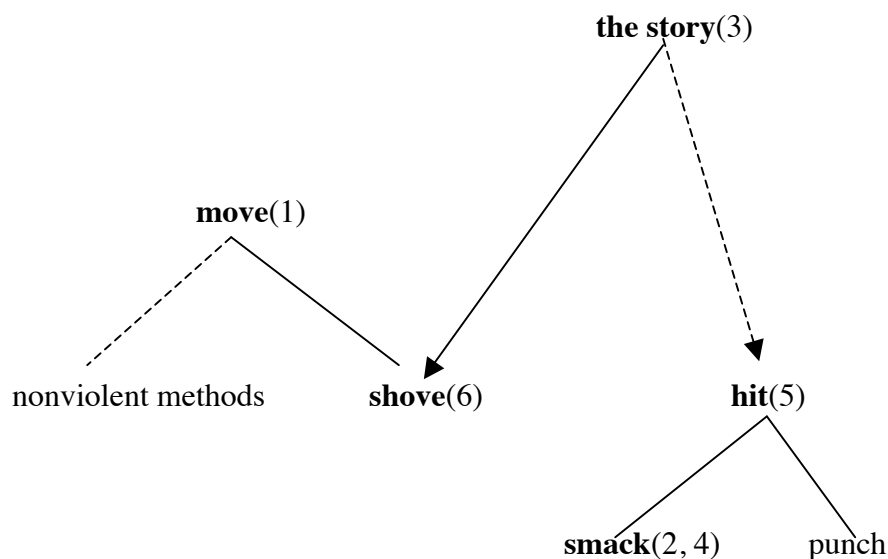 the story(3)
move(1)
nonviolent methods shove(6) hit(5)
smack(2, 4) punch